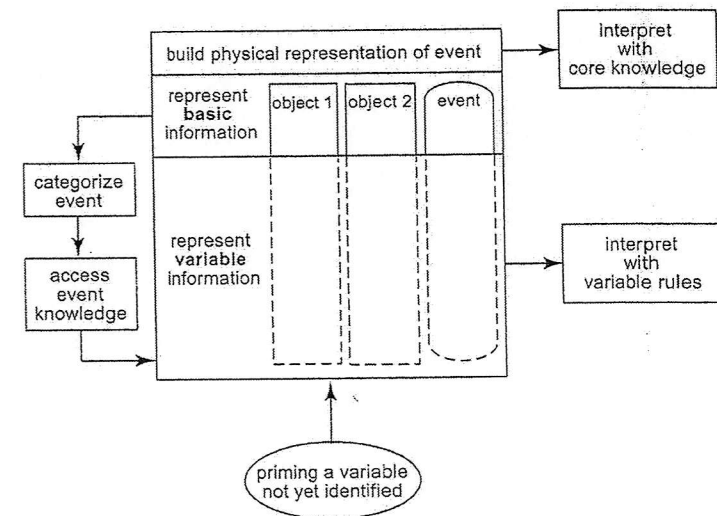 build physical representation of event
interpret
with
core knowledge
represent
basic
information
object 1
object 2
event
categorize
event
access
event
knowledge
represent
variable
information
interpret
with
variable rules
priming a variable
not yet identified